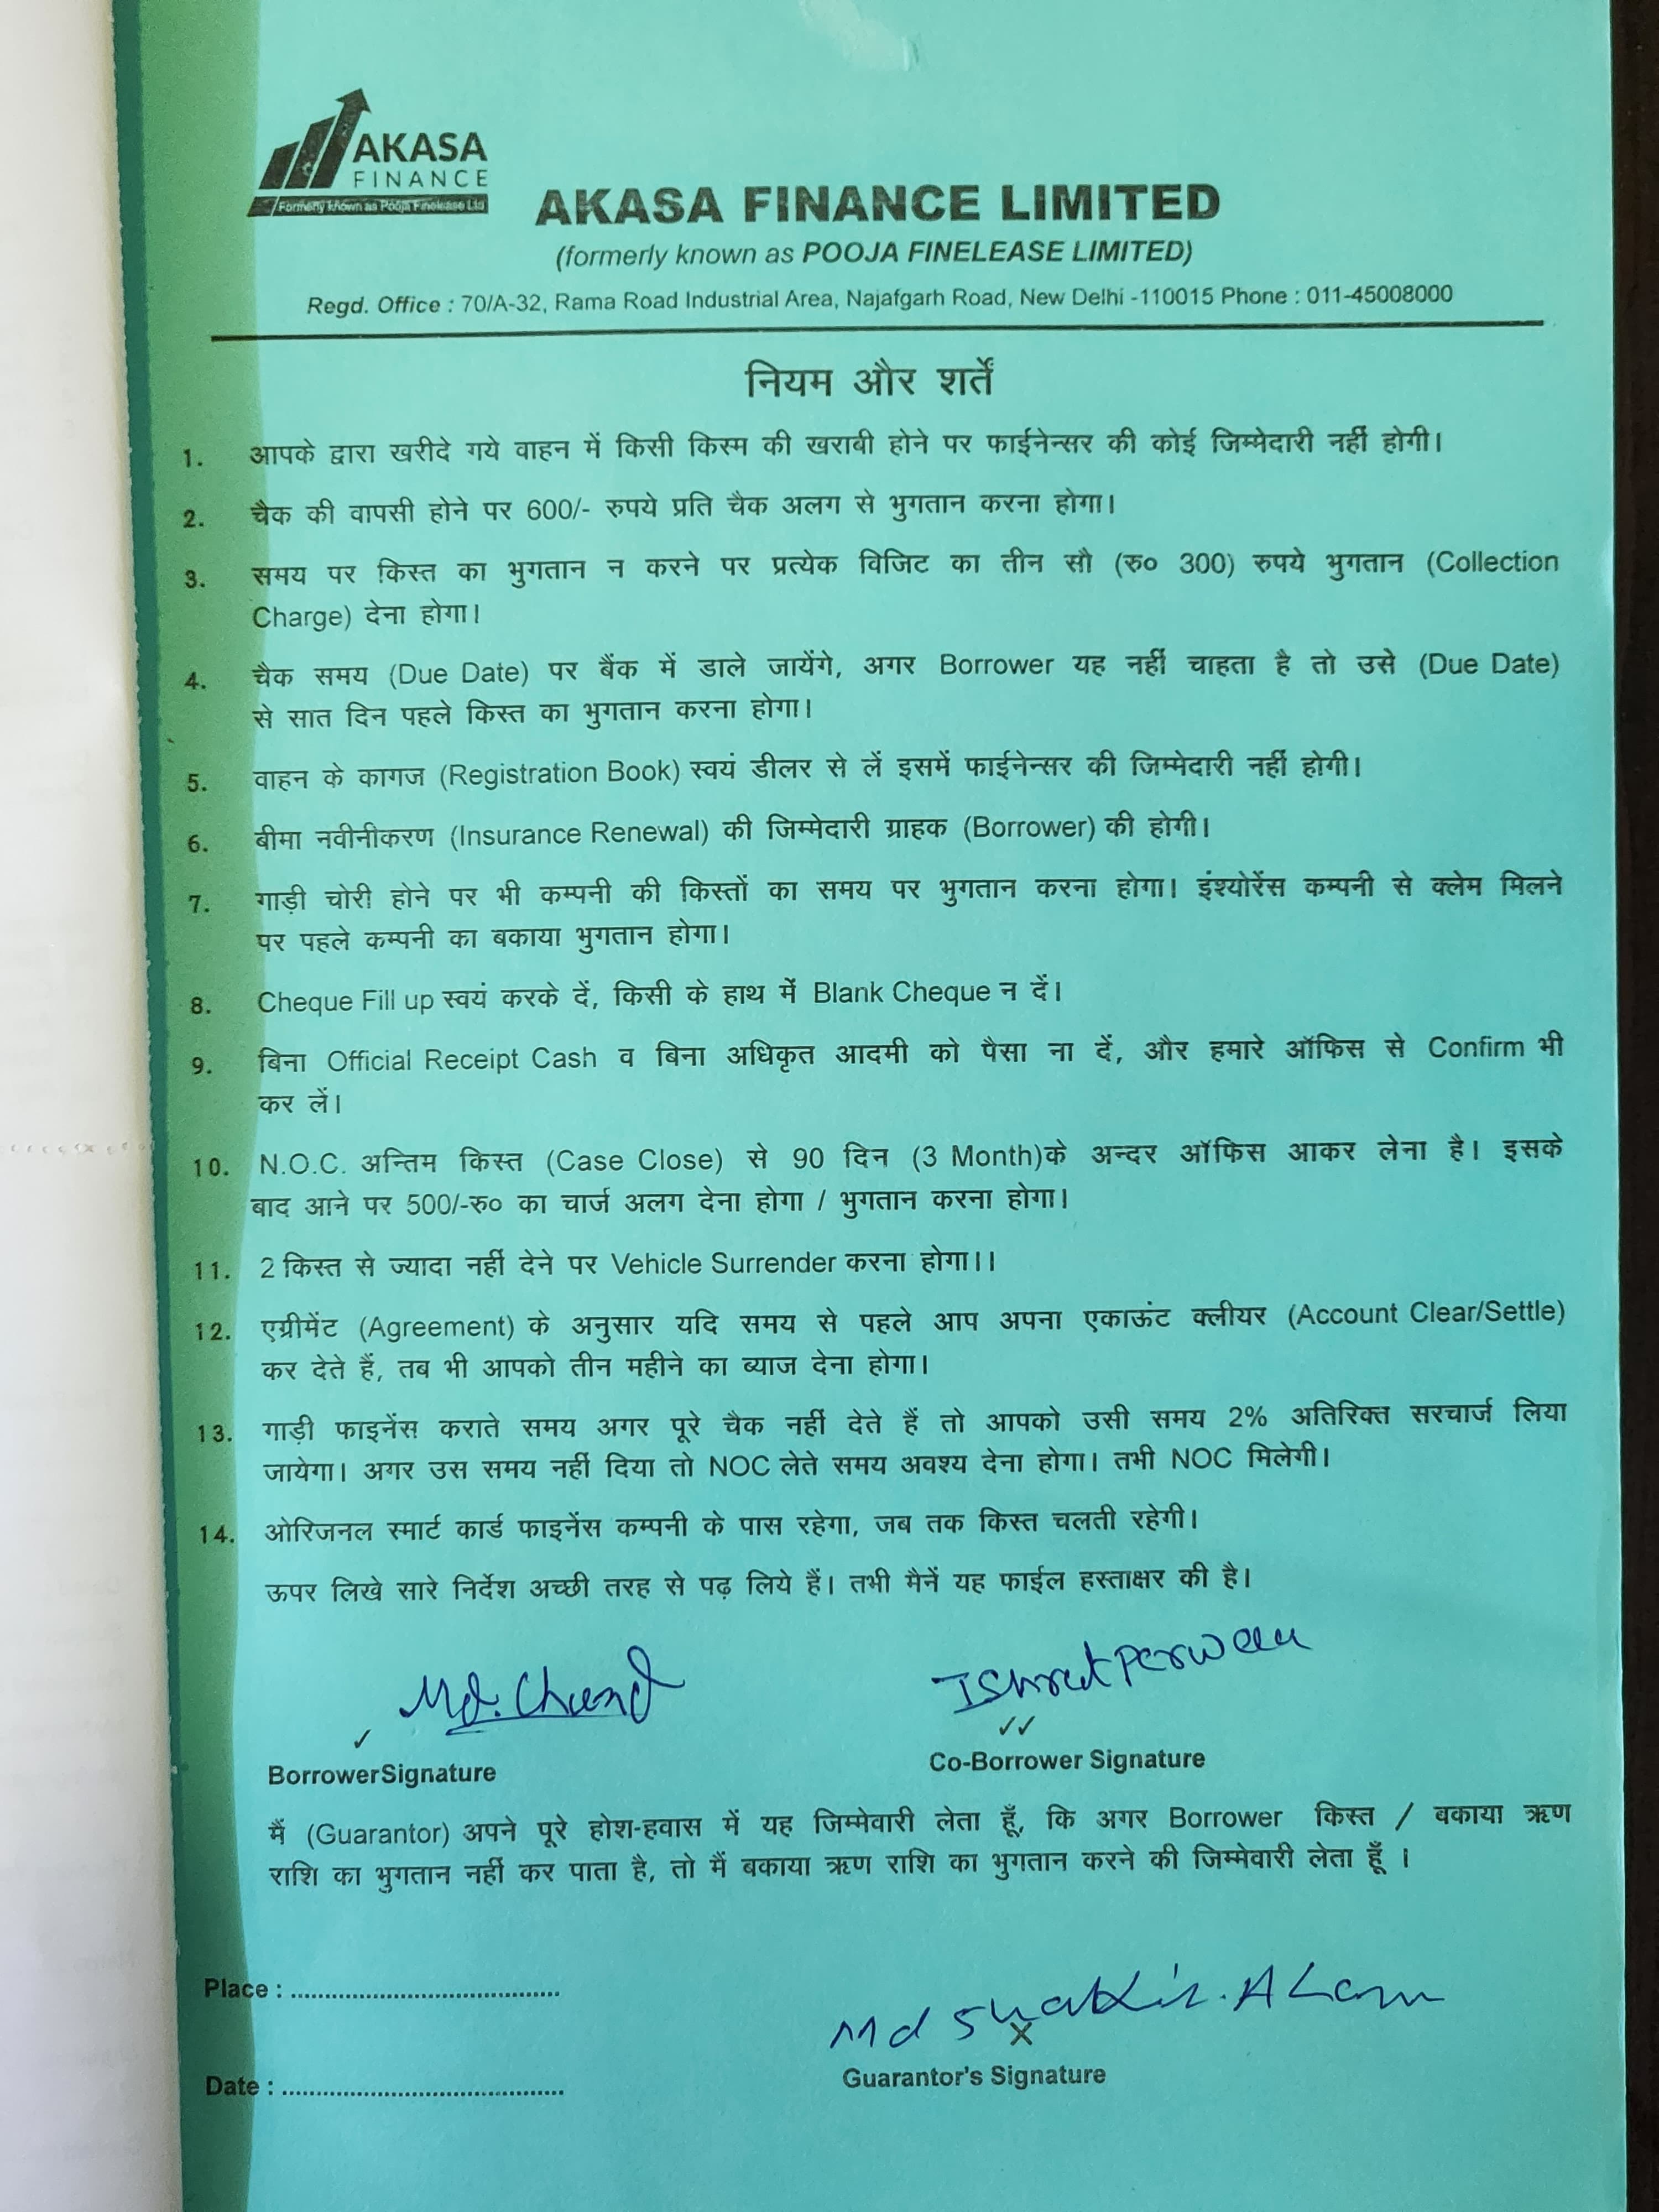 AKASA
FINANCE
Formerly known as Pooja Finelease Ltd
AKASA FINANCE LIMITED
(formerly known as POOJA FINELEASE LIMITED)
Regd. Office : 70/A-32, Rama Road Industrial Area, Najafgarh Road, New Delhi -110015 Phone : 011-45008000
नियम और शर्तें
1. आपके द्वारा खरीदे गये वाहन में किसी किस्म की खराबी होने पर फाईनेन्सर की कोई जिम्मेदारी नहीं होगी।
2. चैक की वापसी होने पर 600/- रुपये प्रति चैक अलग से भुगतान करना होगा।
3. समय पर किस्त का भुगतान न करने पर प्रत्येक विजिट का तीन सौ (रु० 300) रुपये भुगतान (Collection
Charge) देना होगा।
4. चैक समय (Due Date) पर बैंक में डाले जायेंगे, अगर Borrower यह नहीं चाहता है तो उसे (Due Date)
से सात दिन पहले किस्त का भुगतान करना होगा।
5. वाहन के कागज (Registration Book) स्वयं डीलर से लें इसमें फाईनेन्सर की जिम्मेदारी नहीं होगी।
6. बीमा नवीनीकरण (Insurance Renewal) की जिम्मेदारी ग्राहक (Borrower) की होगी।
7. गाड़ी चोरी होने पर भी कम्पनी की किस्तों का समय पर भुगतान करना होगा। इंश्योरेंस कम्पनी से क्लेम मिलने
पर पहले कम्पनी का बकाया भुगतान होगा।
8. Cheque Fill up स्वयं करके दें, किसी के हाथ में Blank Cheque न दें।
9. बिना Official Receipt Cash व बिना अधिकृत आदमी को पैसा ना दें, और हमारे ऑफिस से Confirm भी
कर लें।
10. N.O.C. अन्तिम किस्त (Case Close) से 90 दिन (3 Month)के अन्दर ऑफिस आकर लेना है। इसके
बाद आने पर 500/-रु० का चार्ज अलग देना होगा / भुगतान करना होगा।
11. 2 किस्त से ज्यादा नहीं देने पर Vehicle Surrender करना होगा।।
12. एग्रीमेंट (Agreement) के अनुसार यदि समय से पहले आप अपना एकाऊंट क्लीयर (Account Clear/Settle)
कर देते हैं, तब भी आपको तीन महीने का ब्याज देना होगा।
13. गाड़ी फाइनेंस कराते समय अगर पूरे चैक नहीं देते हैं तो आपको उसी समय 2% अतिरिक्त सरचार्ज लिया
जायेगा। अगर उस समय नहीं दिया तो NOC लेते समय अवश्य देना होगा। तभी NOC मिलेगी।
14. ओरिजनल स्मार्ट कार्ड फाइनेंस कम्पनी के पास रहेगा, जब तक किस्त चलती रहेगी।
ऊपर लिखे सारे निर्देश अच्छी तरह से पढ़ लिये हैं। तभी मैनें यह फाईल हस्ताक्षर की है।
Md. Chand Ishrat Perween
BorrowerSignature Co-Borrower Signature
मैं (Guarantor) अपने पूरे होश-हवास में यह जिम्मेवारी लेता हूँ, कि अगर Borrower किस्त / बकाया ऋण
राशि का भुगतान नहीं कर पाता है, तो मैं बकाया ऋण राशि का भुगतान करने की जिम्मेवारी लेता हूँ ।
Place : ........................................
Md Shakir. Alam
Guarantor's Signature
Date : ..........................................